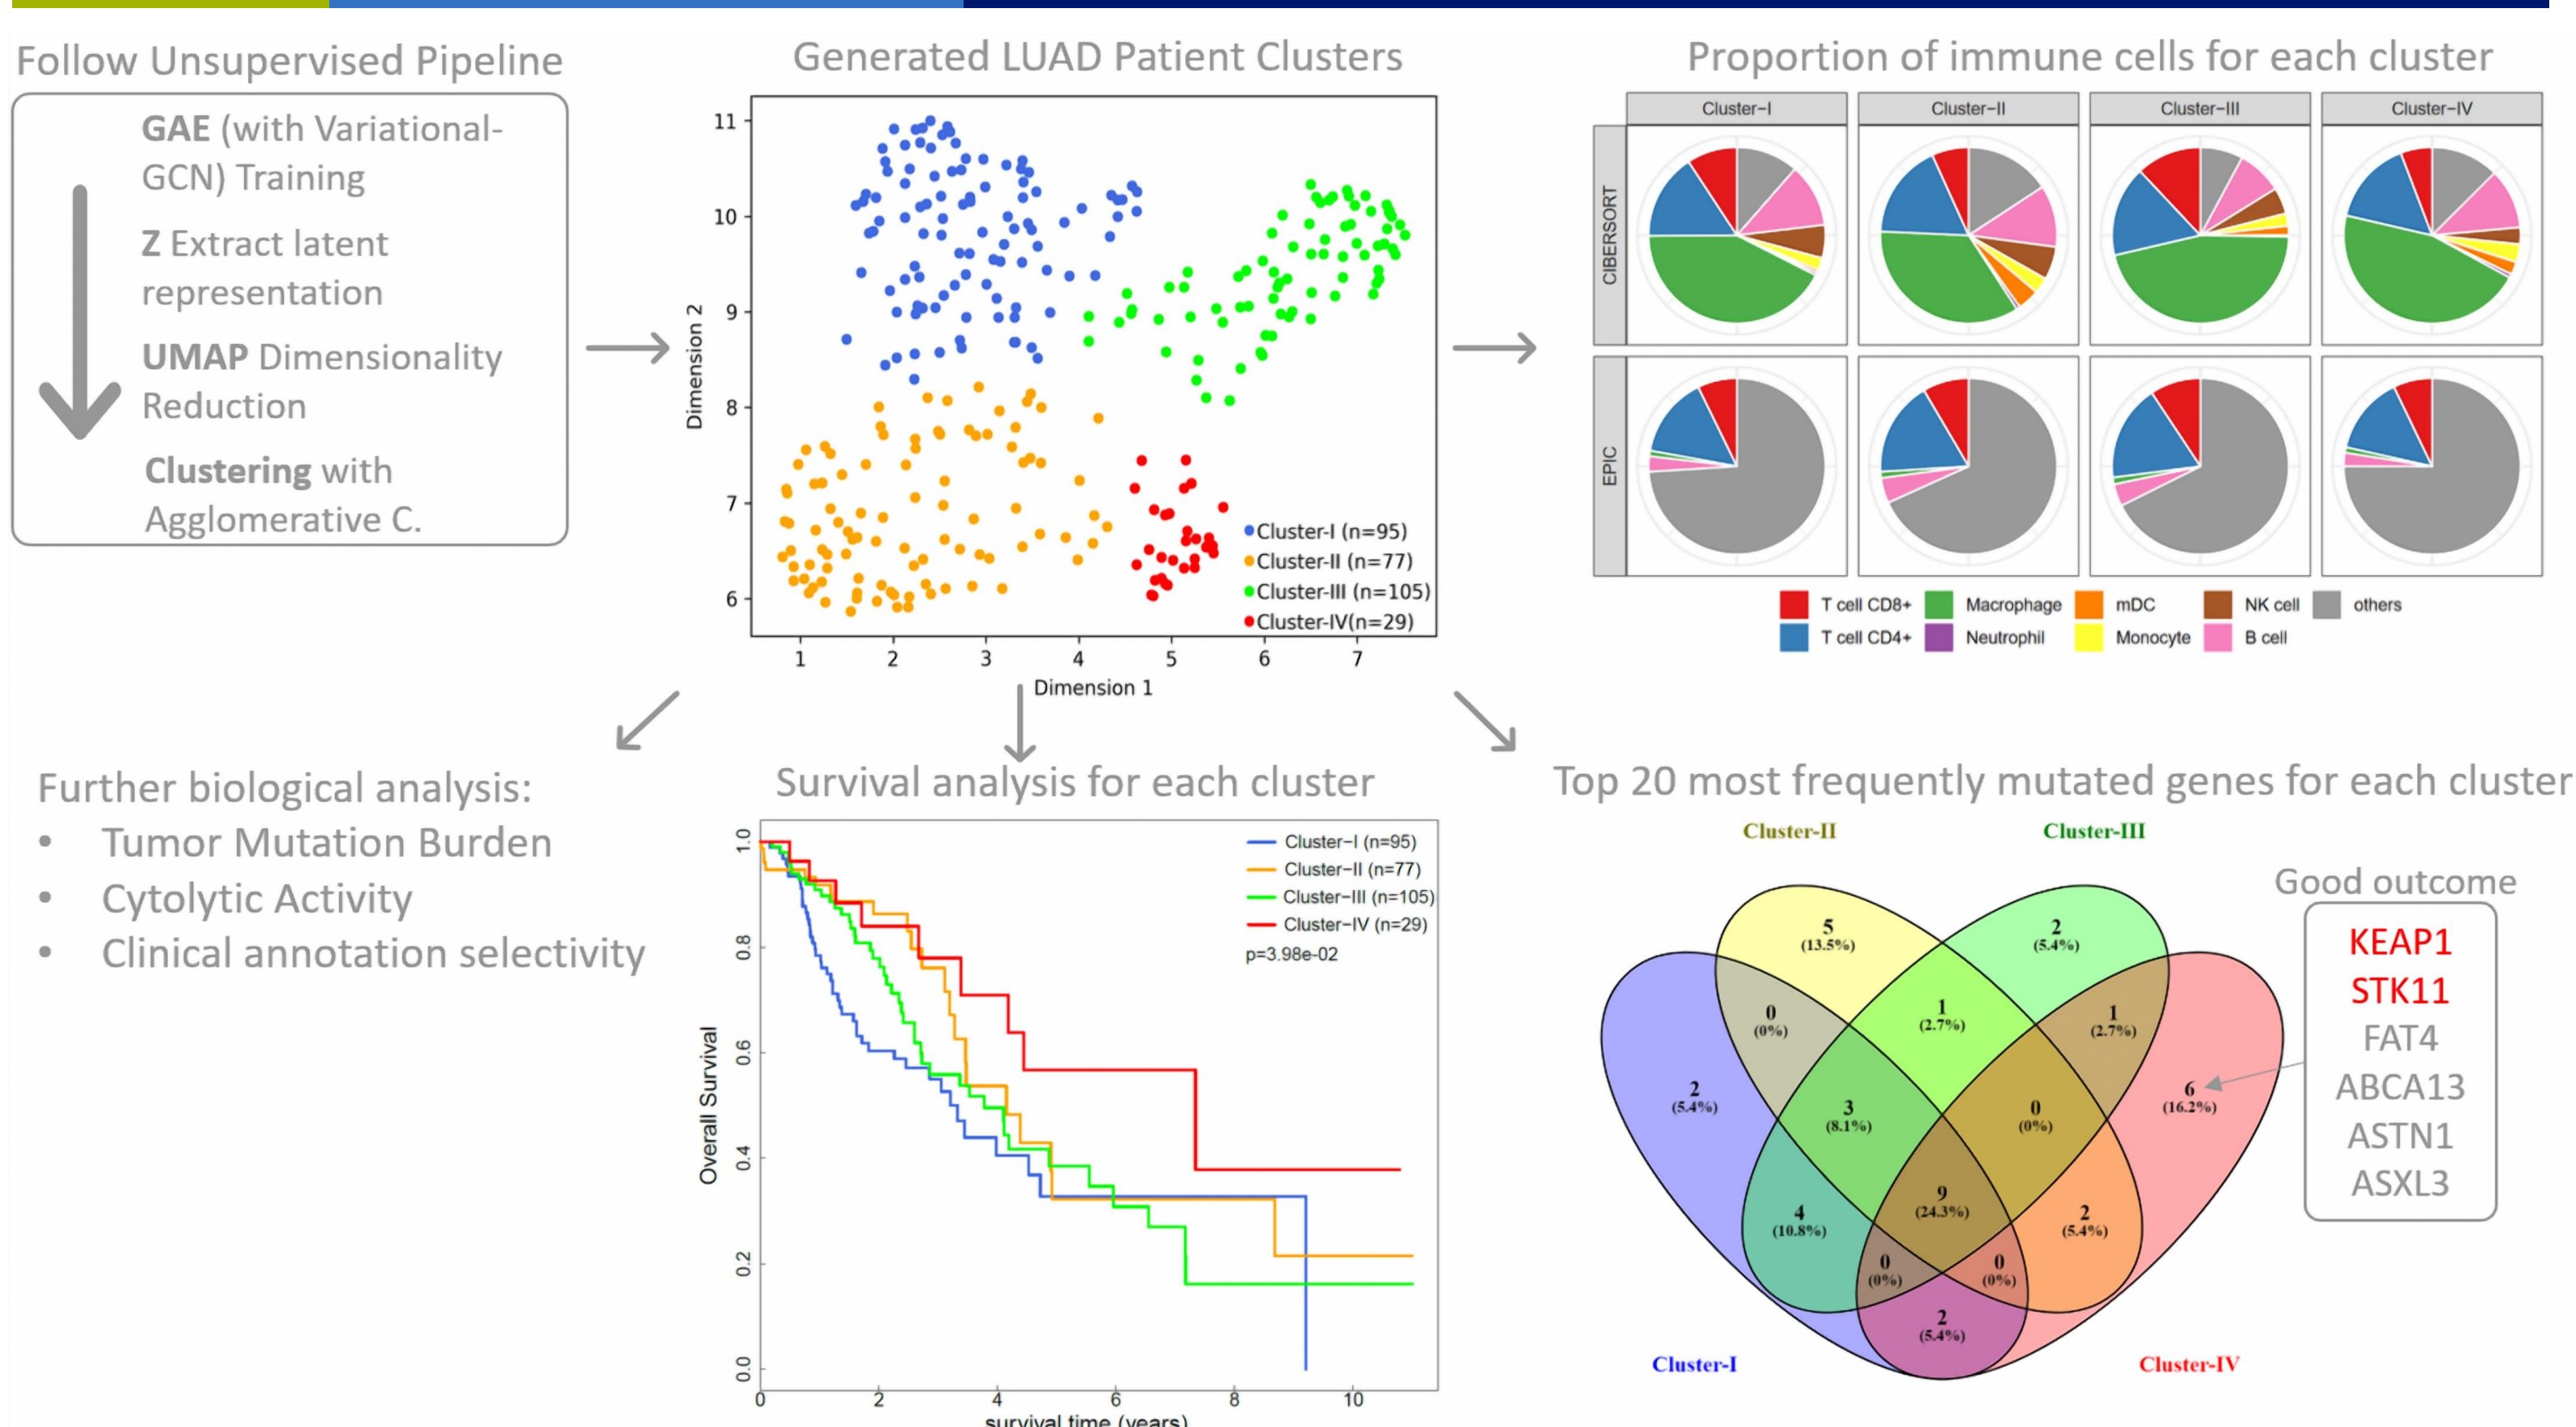 Follow Unsupervised Pipeline
GAE (with Variational-
GCN) Training
Z Extract latent
representation
UMAP Dimensionality
Reduction
Clustering with
Agglomerative C.
Generated LUAD Patient Clusters
11
10
9
8
7
6
Dimension 2
1 2 3 4 5 6 7
Dimension 1
Cluster-I (n=95)
Cluster-II (n=77)
Cluster-III (n=105)
Cluster-IV(n=29)
Proportion of immune cells for each cluster
Cluster-I Cluster-II Cluster-III Cluster-IV
CIBERSORT
EPIC
T cell CD8+ Macrophage mDC NK cell others
T cell CD4+ Neutrophil Monocyte B cell
Further biological analysis:
• Tumor Mutation Burden
• Cytolytic Activity
• Clinical annotation selectivity
Survival analysis for each cluster
1.0
0.8
0.6
0.4
0.2
0.0
Overall Survival
Cluster-I (n=95)
Cluster-II (n=77)
Cluster-III (n=105)
Cluster-IV (n=29)
p=3.98e-02
0 2 4 6 8 10
survival time (years)
Top 20 most frequently mutated genes for each cluster
Cluster-II Cluster-III
5
(13.5%)
2
(5.4%)
0
(0%)
1
(2.7%)
1
(2.7%)
2
(5.4%)
3
(8.1%)
0
(0%)
6
(16.2%)
4
(10.8%)
9
(24.3%)
2
(5.4%)
0
(0%)
0
(0%)
2
(5.4%)
Cluster-I Cluster-IV
Good outcome
KEAP1
STK11
FAT4
ABCA13
ASTN1
ASXL3